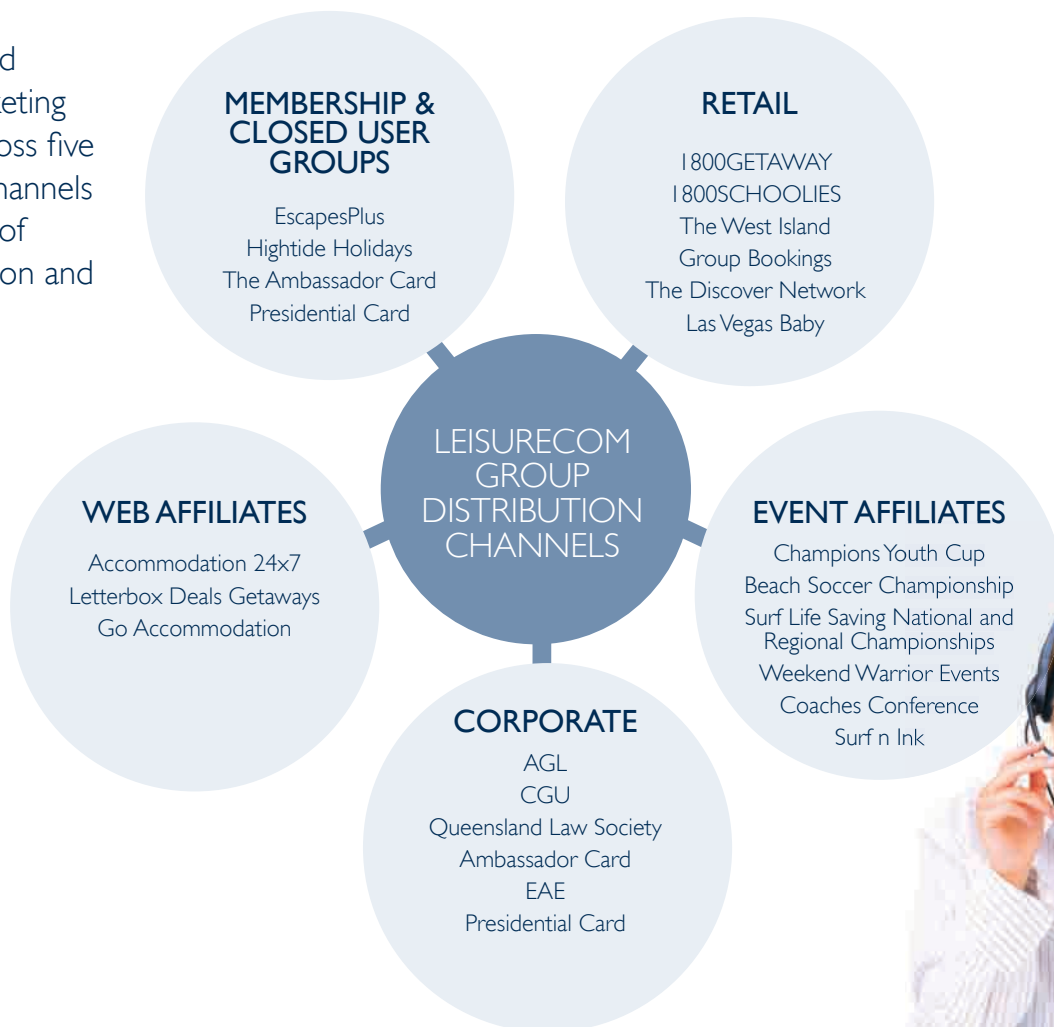 oss five
hannels
of
on and
MEMBERSHIP &
CLOSED USER
GROUPS
EscapesPlus
Hightide Holidays
The Ambassador Card
Presidential Card
RETAIL
1800GETAWAY
1800SCHOOLIES
The West Island
Group Bookings
The Discover Network
Las Vegas Baby
LEISURECOM
GROUP
DISTRIBUTION
CHANNELS
WEB AFFILIATES
Accommodation 24x7
Letterbox Deals Getaways
Go Accommodation
EVENT AFFILIATES
Champions Youth Cup
Beach Soccer Championship
Surf Life Saving National and
Regional Championships
Weekend Warrior Events
Coaches Conference
Surf n Ink
CORPORATE
AGL
CGU
Queensland Law Society
Ambassador Card
EAE
Presidential Card